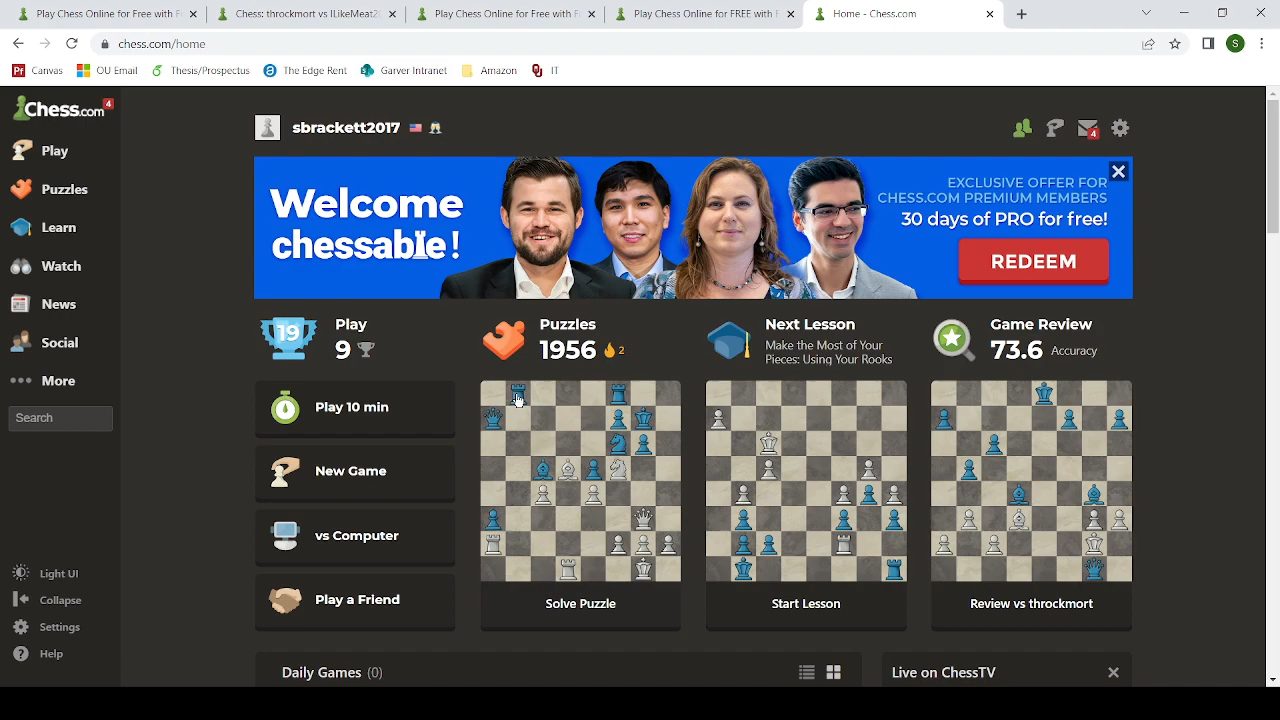 Play Chess Online for Free with F
Chess: throckmort vs ILikeMeat2
Play Chess Online for Free with F
Play Chess Online for FREE with F
Home - Chess.com
chess.com/home
S
Canvas
OU Email
Thesis/Prospectus
The Edge Rent
Garver Intranet
Amazon
IT
Chess.com
4
Play
Puzzles
Learn
Watch
News
Social
More
Search
Light UI
Collapse
Settings
Help
sbrackett2017
4
Welcome
chessable!
EXCLUSIVE OFFER FOR
CHESS.COM PREMIUM MEMBERS
30 days of PRO for free!
REDEEM
19
Play
9
Puzzles
1956 2
Next Lesson
Make the Most of Your
Pieces: Using Your Rooks
Game Review
73.6 Accuracy
Play 10 min
New Game
vs Computer
Play a Friend
Solve Puzzle
Start Lesson
Review vs throckmort
Daily Games (0)
Live on ChessTV